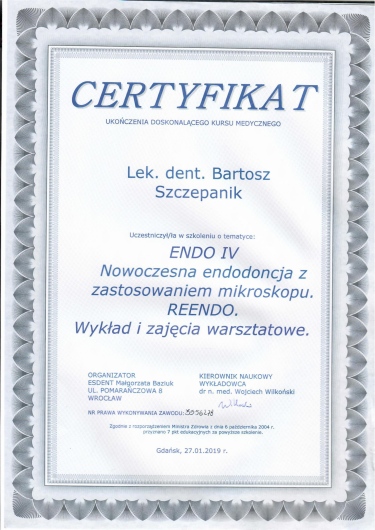 CERTYFIKAT
UKOŃCZENIA DOSKONALĄCEGO KURSU MEDYCZNEGO
Lek. dent. Bartosz
Szczepanik
Uczestniczył/ła w szkoleniu o tematyce:
ENDO IV
Nowoczesna endodoncja z
zastosowaniem mikroskopu.
REENDO.
Wykład i zajęcia warsztatowe.
ORGANIZATOR
ESDENT Małgorzata Baziuk
UL. POMARAŃCZOWA 8
WROCŁAW
KIEROWNIK NAUKOWY
WYKŁADOWCA
dr n. med. Wojciech Wilkoński
NR PRAWA WYKONYWANIA ZAWODU:
Zgodnie z rozporządzeniem Ministra Zdrowia z dnia 6 października 2004 r.
przyznano 7 pkt edukacyjnych za powyższe szkolenie.
Gdańsk, 27.01.2019 r.